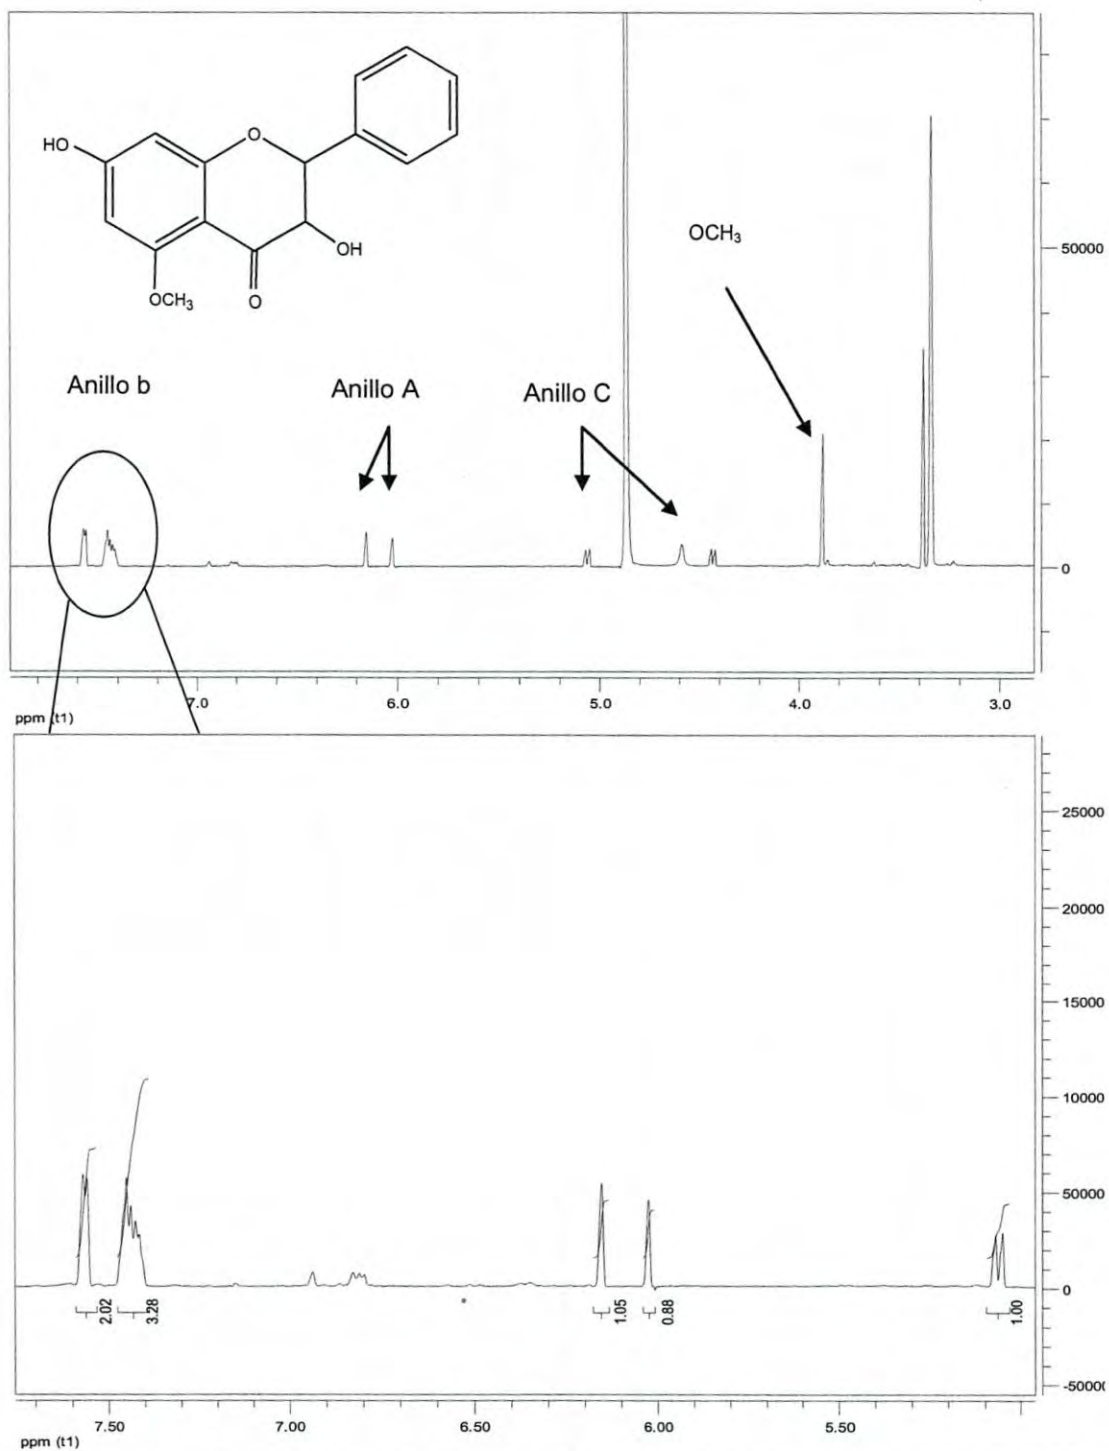 O
HO
OH
OCH₃
O
OCH₃
Anillo b
Anillo A
Anillo C
50000
0
7.0
6.0
5.0
4.0
3.0
ppm (t1)
25000
20000
15000
10000
50000
0
-50000
2.02
3.28
1.05
0.88
1.00
7.50
7.00
6.50
6.00
5.50
ppm (t1)